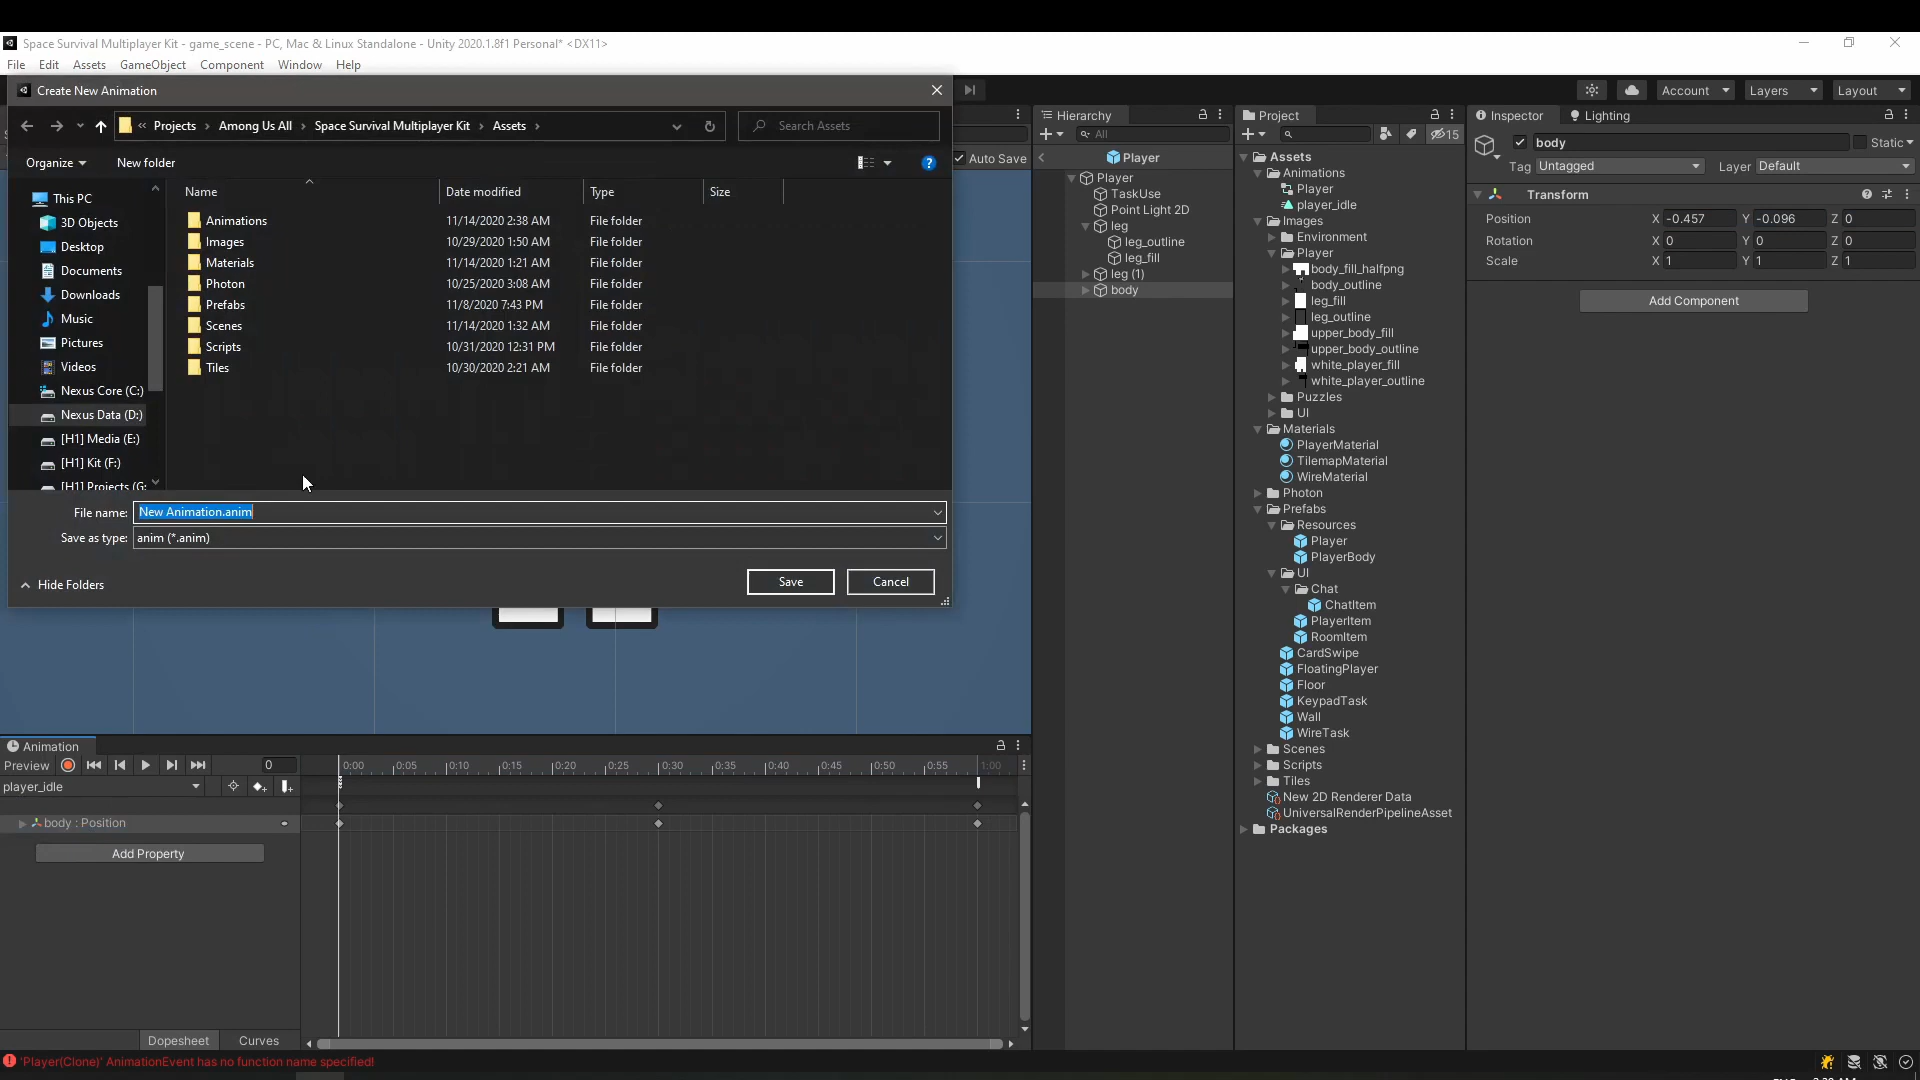 Space Survival Multiplayer Kit - game_scene - PC, Mac & Linux Standalone - Unity 2020.1.8f1 Personal* <DX11>
File Edit Assets GameObject Component Window Help
Create New Animation
« Projects › Among Us All › Space Survival Multiplayer Kit › Assets ›
Search Assets
Organize
New folder
Name
Date modified
Type
Size
This PC
3D Objects
Desktop
Documents
Downloads
Music
Pictures
Videos
Nexus Core (C:)
Nexus Data (D:)
[H1] Media (E:)
[H1] Kit (F:)
[H1] Projects (G:
Animations 11/14/2020 2:38 AM File folder
Images 10/29/2020 1:50 AM File folder
Materials 11/14/2020 1:21 AM File folder
Photon 10/25/2020 3:08 AM File folder
Prefabs 11/8/2020 7:43 PM File folder
Scenes 11/14/2020 1:32 AM File folder
Scripts 10/31/2020 12:31 PM File folder
Tiles 10/30/2020 2:21 AM File folder
File name: New Animation.anim
Save as type: anim (*.anim)
Hide Folders
Save
Cancel
Auto Save
Account
Layers
Layout
Hierarchy
All
Player
Player
TaskUse
Point Light 2D
leg
leg_outline
leg_fill
leg (1)
body
Project
15
Assets
Animations
Player
player_idle
Images
Environment
Player
body_fill_halfpng
body_outline
leg_fill
leg_outline
upper_body_fill
upper_body_outline
white_player_fill
white_player_outline
Puzzles
UI
Materials
PlayerMaterial
TilemapMaterial
WireMaterial
Photon
Prefabs
Resources
Player
PlayerBody
UI
Chat
ChatItem
PlayerItem
RoomItem
CardSwipe
FloatingPlayer
Floor
KeypadTask
Wall
WireTask
Scenes
Scripts
Tiles
New 2D Renderer Data
UniversalRenderPipelineAsset
Packages
Inspector
Lighting
body
Static
Tag Untagged
Layer Default
Transform
Position X -0.457 Y -0.096 Z 0
Rotation X 0 Y 0 Z 0
Scale X 1 Y 1 Z 1
Add Component
Animation
Preview
0
0:00 0:05 0:10 0:15 0:20 0:25 0:30 0:35 0:40 0:45 0:50 0:55 1:00
player_idle
body : Position
Add Property
Dopesheet
Curves
'Player(Clone)' AnimationEvent has no function name specified!